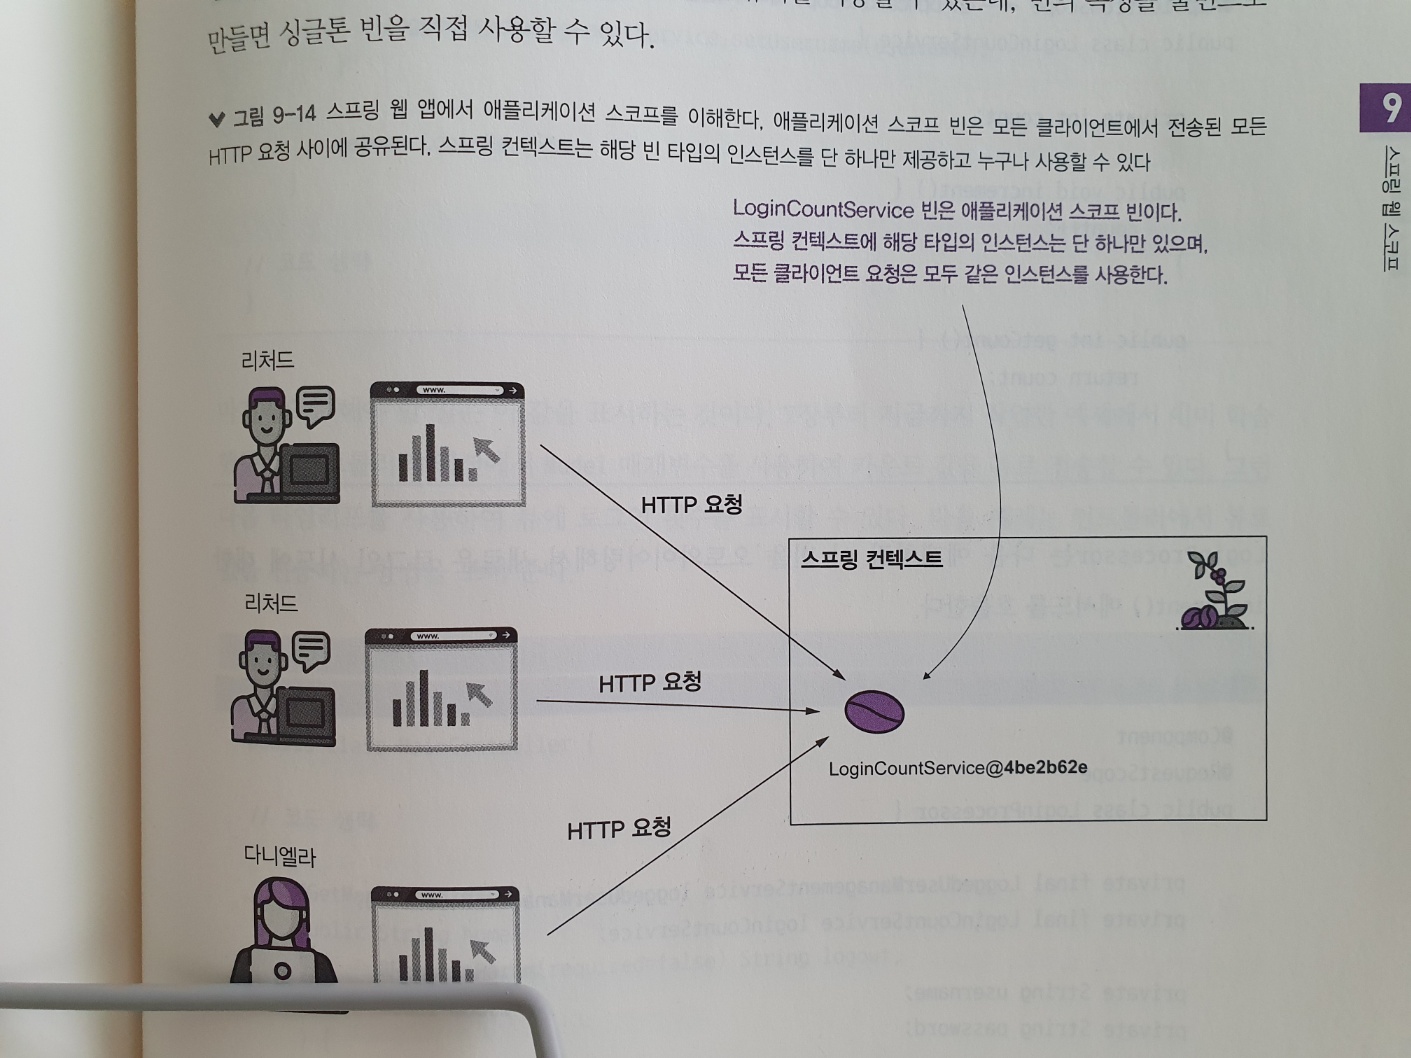 만들면 싱글톤 빈을 직접 사용할 수 있다.
그림 9-14 스프링 웹 앱에서 애플리케이션 스코프를 이해한다. 애플리케이션 스코프 빈은 모든 클라이언트에서 전송된 모든
HTTP 요청 사이에 공유된다. 스프링 컨텍스트는 해당 빈 타입의 인스턴스를 단 하나만 제공하고 누구나 사용할 수 있다
9
스프링 웹 스코프
LoginCountService 빈은 애플리케이션 스코프 빈이다.
스프링 컨텍스트에 해당 타입의 인스턴스는 단 하나만 있으며,
모든 클라이언트 요청은 모두 같은 인스턴스를 사용한다.
리처드
www.
HTTP 요청
스프링 컨텍스트
리처드
www.
HTTP 요청
LoginCountService@4be2b62e
HTTP 요청
다니엘라
www.